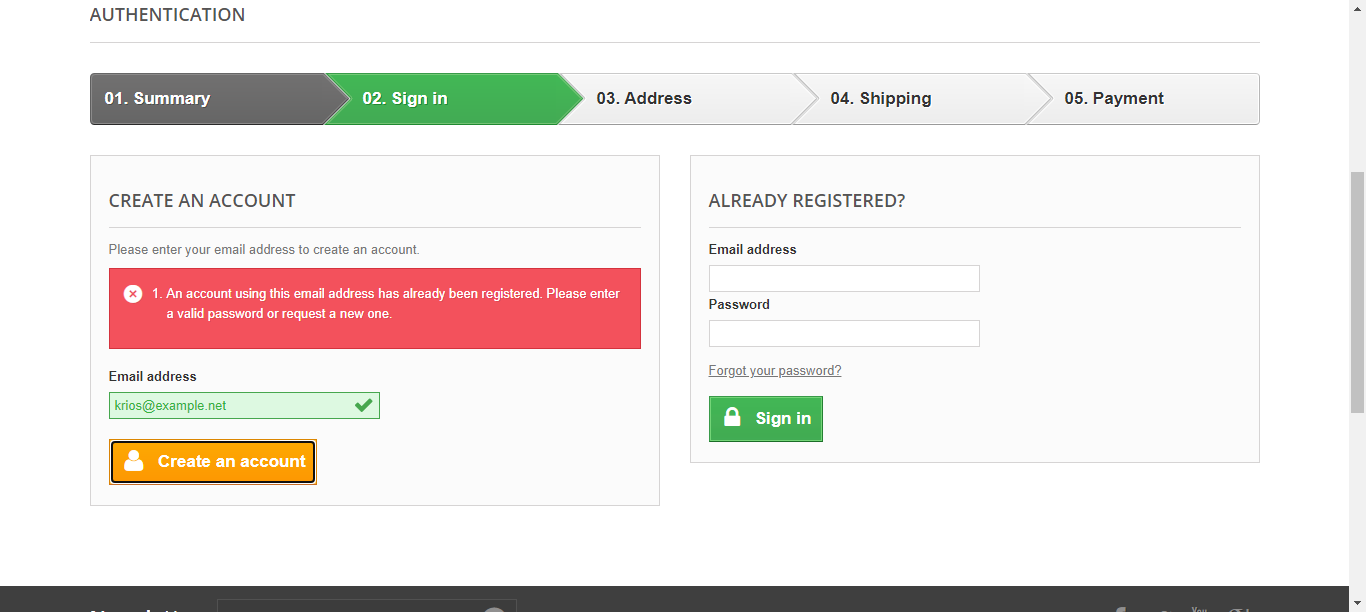 AUTHENTICATION
01. Summary
02. Sign in
03. Address
04. Shipping
05. Payment
CREATE AN ACCOUNT
Please enter your email address to create an account.
1. An account using this email address has already been registered. Please enter
a valid password or request a new one.
Email address
krios@example.net
Create an account
ALREADY REGISTERED?
Email address
Password
Forgot your password?
Sign in